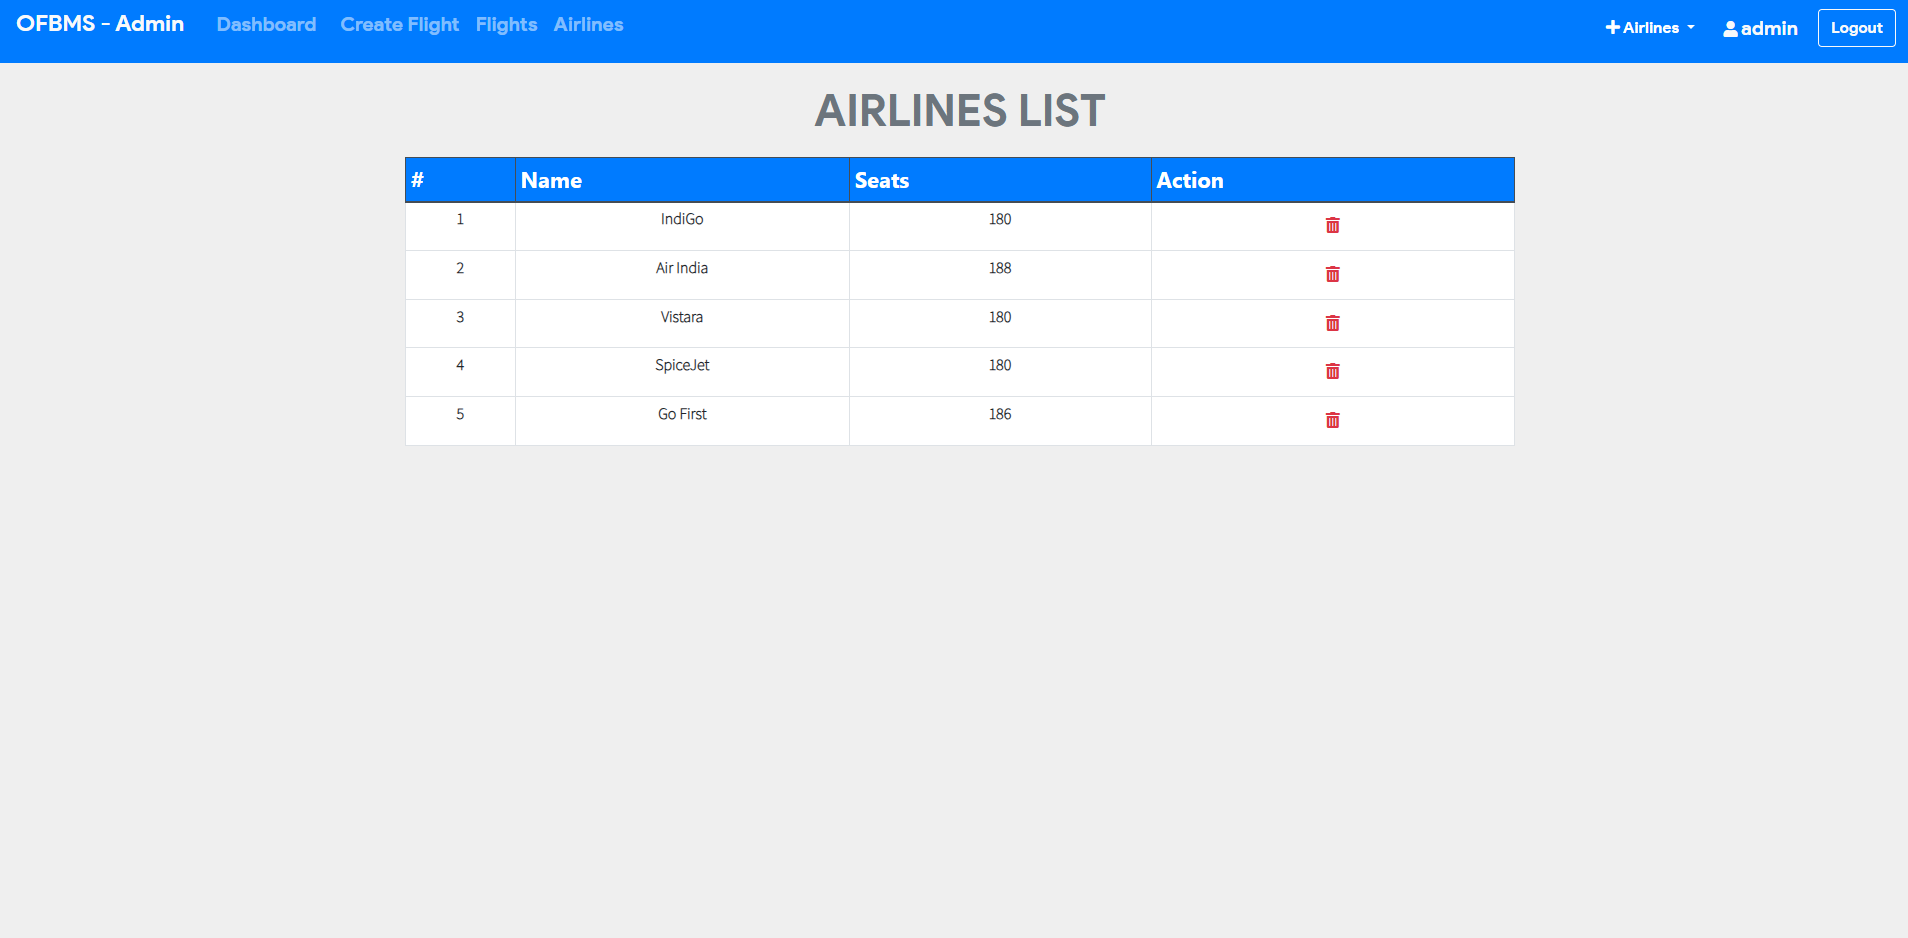 OFBMS - Admin Dashboard Create Flight Flights Airlines Airlines admin Logout
AIRLINES LIST
# Name Seats Action
1 IndiGo 180
2 Air India 188
3 Vistara 180
4 SpiceJet 180
5 Go First 186